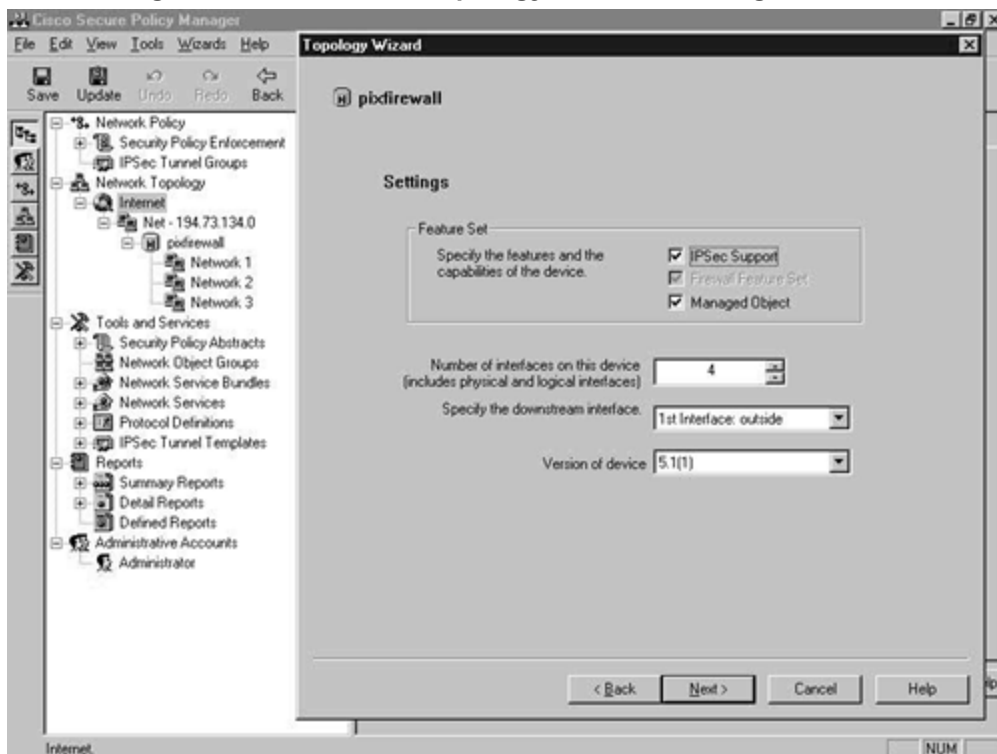 Cisco Secure Policy Manager
File Edit View Tools Wizards Help
Save Update Undo Redo Back
Network Policy
Security Policy Enforcement
IPSec Tunnel Groups
Network Topology
Internet
Net - 194.73.134.0
pixfirewall
Network 1
Network 2
Network 3
Tools and Services
Security Policy Abstracts
Network Object Groups
Network Service Bundles
Network Services
Protocol Definitions
IPSec Tunnel Templates
Reports
Summary Reports
Detail Reports
Defined Reports
Administrative Accounts
Administrator
Topology Wizard
pixfirewall
Settings
Feature Set
Specify the features and the
capabilities of the device.
IPSec Support
Firewall Feature Set
Managed Object
Number of interfaces on this device
(includes physical and logical interfaces)
4
Specify the downstream interface.
1st Interface: outside
Version of device
5.1(1)
< Back
Next >
Cancel
Help
Internet.
NUM